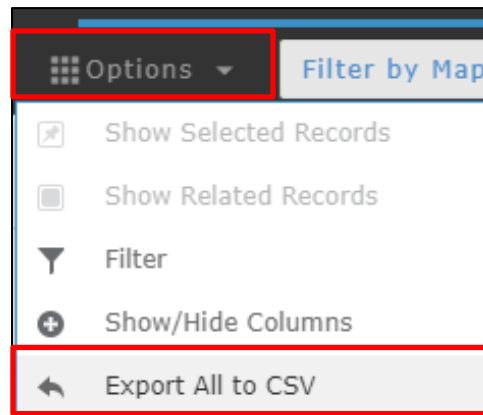 Options
Filter by Map
Show Selected Records
Show Related Records
Filter
Show/Hide Columns
Export All to CSV